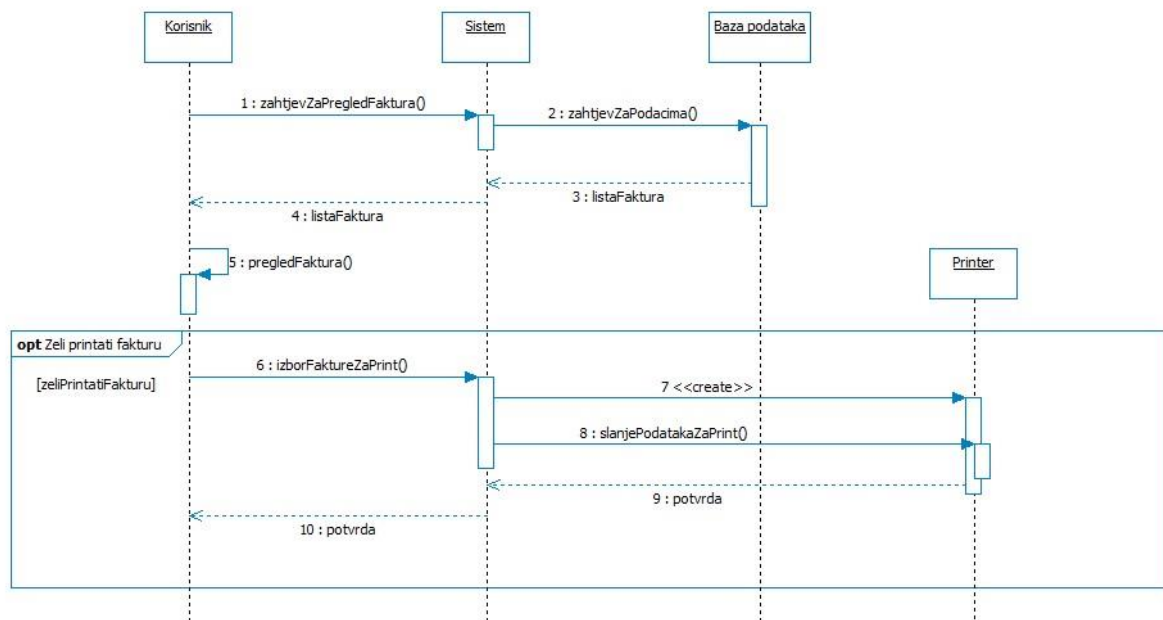 Korisnik
Sistem
Baza podataka
1 : zahtjevZaPregledFaktura()
2 : zahtjevZaPodacima()
3 : listaFaktura
4 : listaFaktura
5 : pregledFaktura()
Printer
opt Zeli printati fakturu
6 : izborFaktureZaPrint()
[zeliPrintatiFakturu]
7 <<create>>
8 : slanjePodatakaZaPrint()
9 : potvrda
10 : potvrda